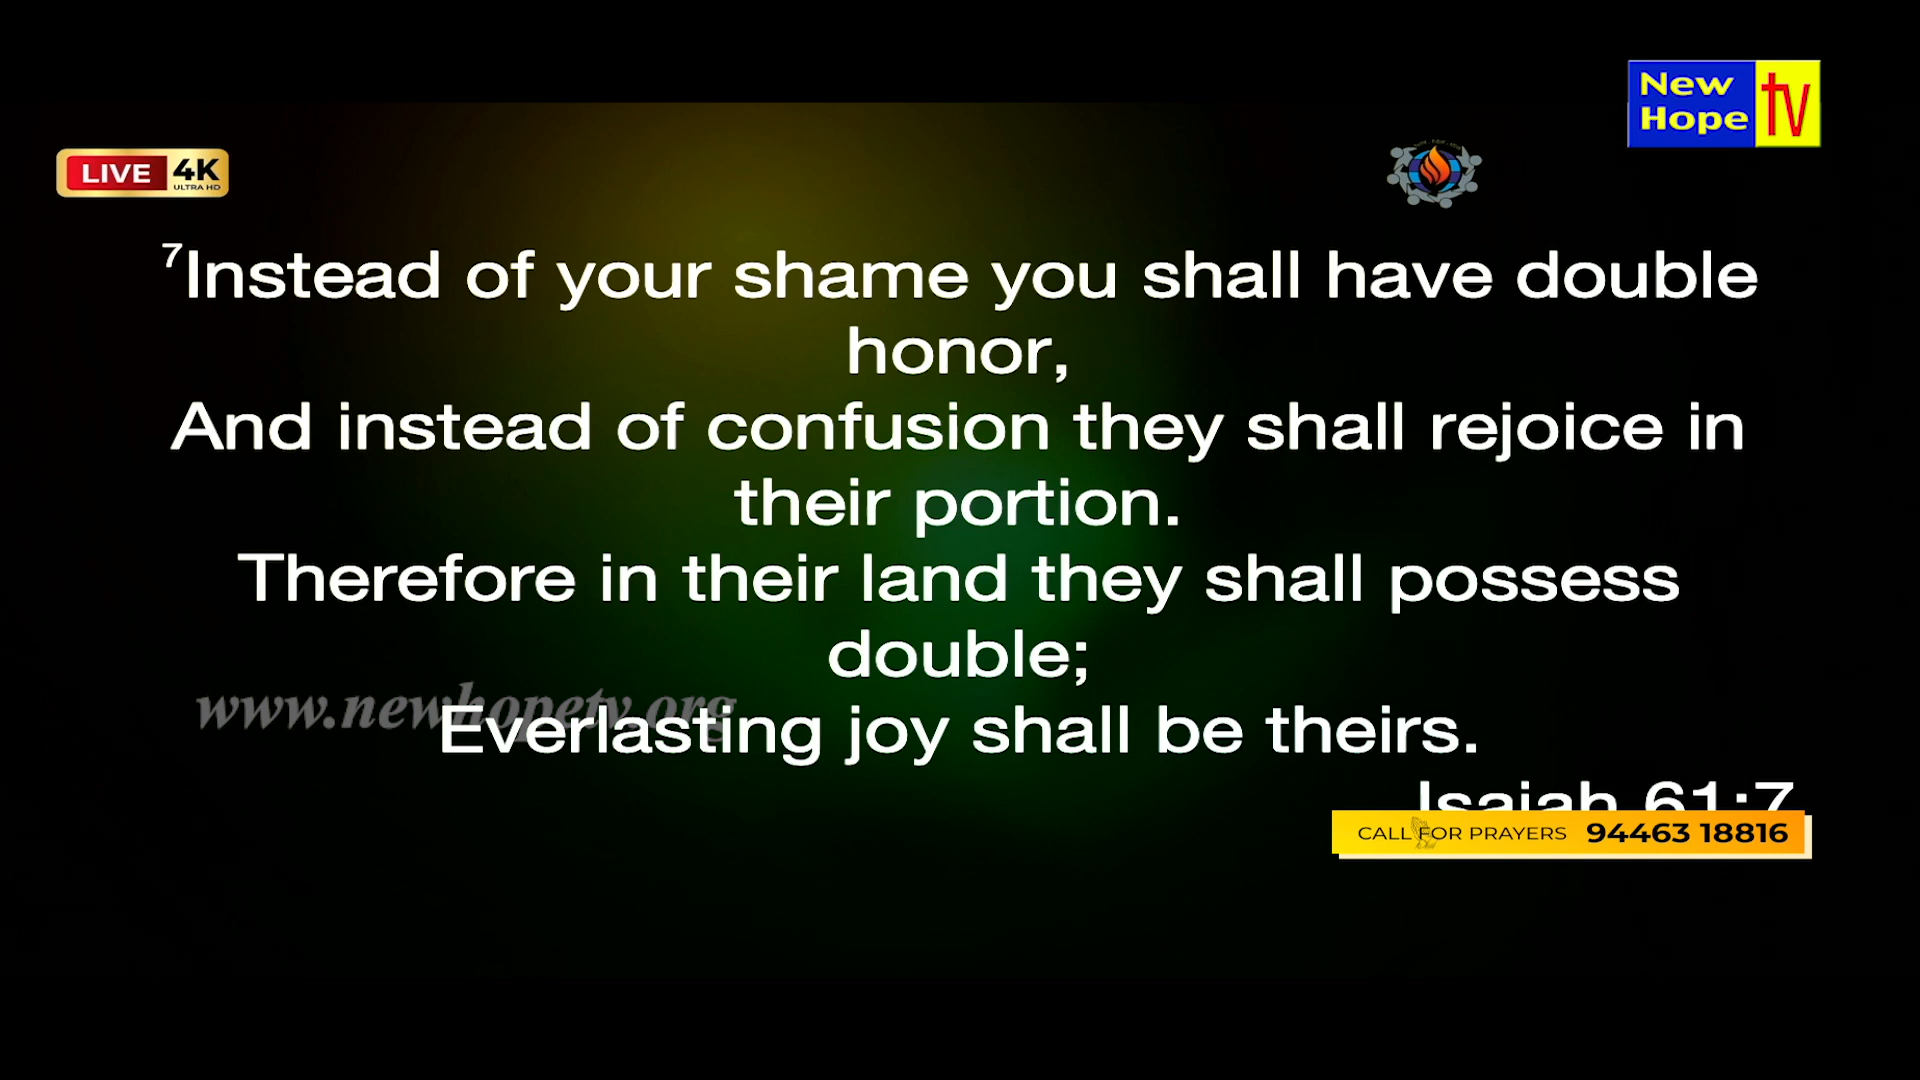 New
Hope
tv
LIVE 4K
ULTRA HD
7Instead of your shame you shall have double
honor,
And instead of confusion they shall rejoice in
their portion.
Therefore in their land they shall possess
double;
www.newhopetv.org
Everlasting joy shall be theirs.
Isaiah 61:7
CALL FOR PRAYERS 94463 18816